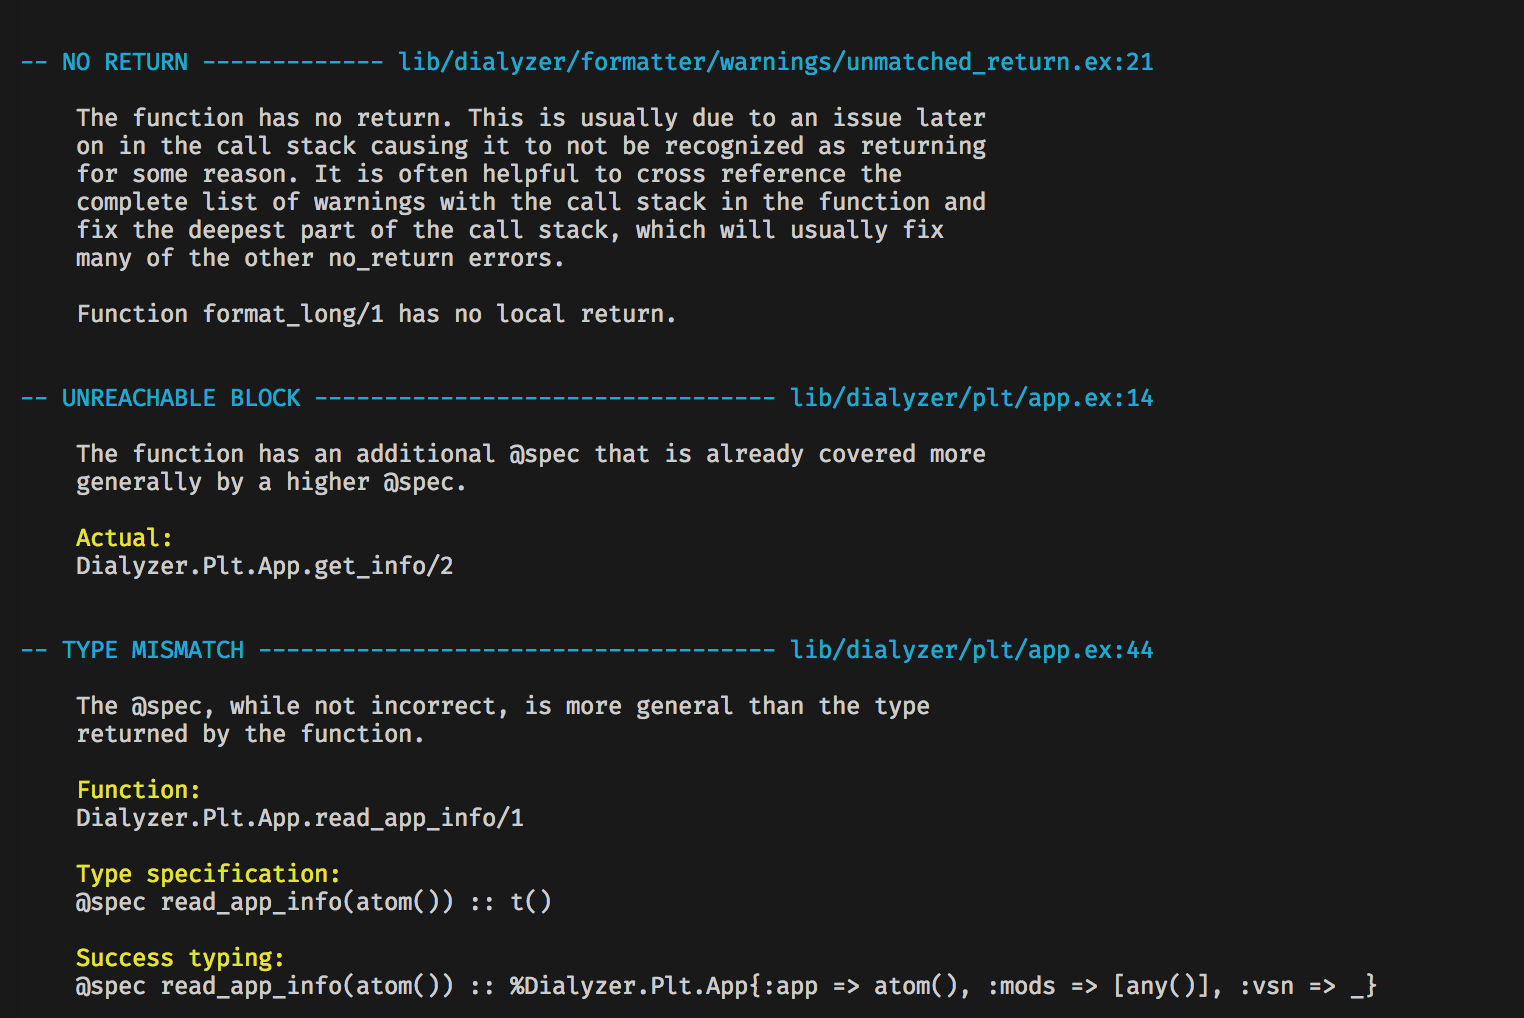 -- NO RETURN ------------- lib/dialyzer/formatter/warnings/unmatched_return.ex:21
The function has no return. This is usually due to an issue later
on in the call stack causing it to not be recognized as returning
for some reason. It is often helpful to cross reference the
complete list of warnings with the call stack in the function and
fix the deepest part of the call stack, which will usually fix
many of the other no_return errors.
Function format_long/1 has no local return.
-- UNREACHABLE BLOCK --------------------------------- lib/dialyzer/plt/app.ex:14
The function has an additional @spec that is already covered more
generally by a higher @spec.
Actual:
Dialyzer.Plt.App.get_info/2
-- TYPE MISMATCH ------------------------------------- lib/dialyzer/plt/app.ex:44
The @spec, while not incorrect, is more general than the type
returned by the function.
Function:
Dialyzer.Plt.App.read_app_info/1
Type specification:
@spec read_app_info(atom()) :: t()
Success typing:
@spec read_app_info(atom()) :: %Dialyzer.Plt.App{:app => atom(), :mods => [any()], :vsn => _}